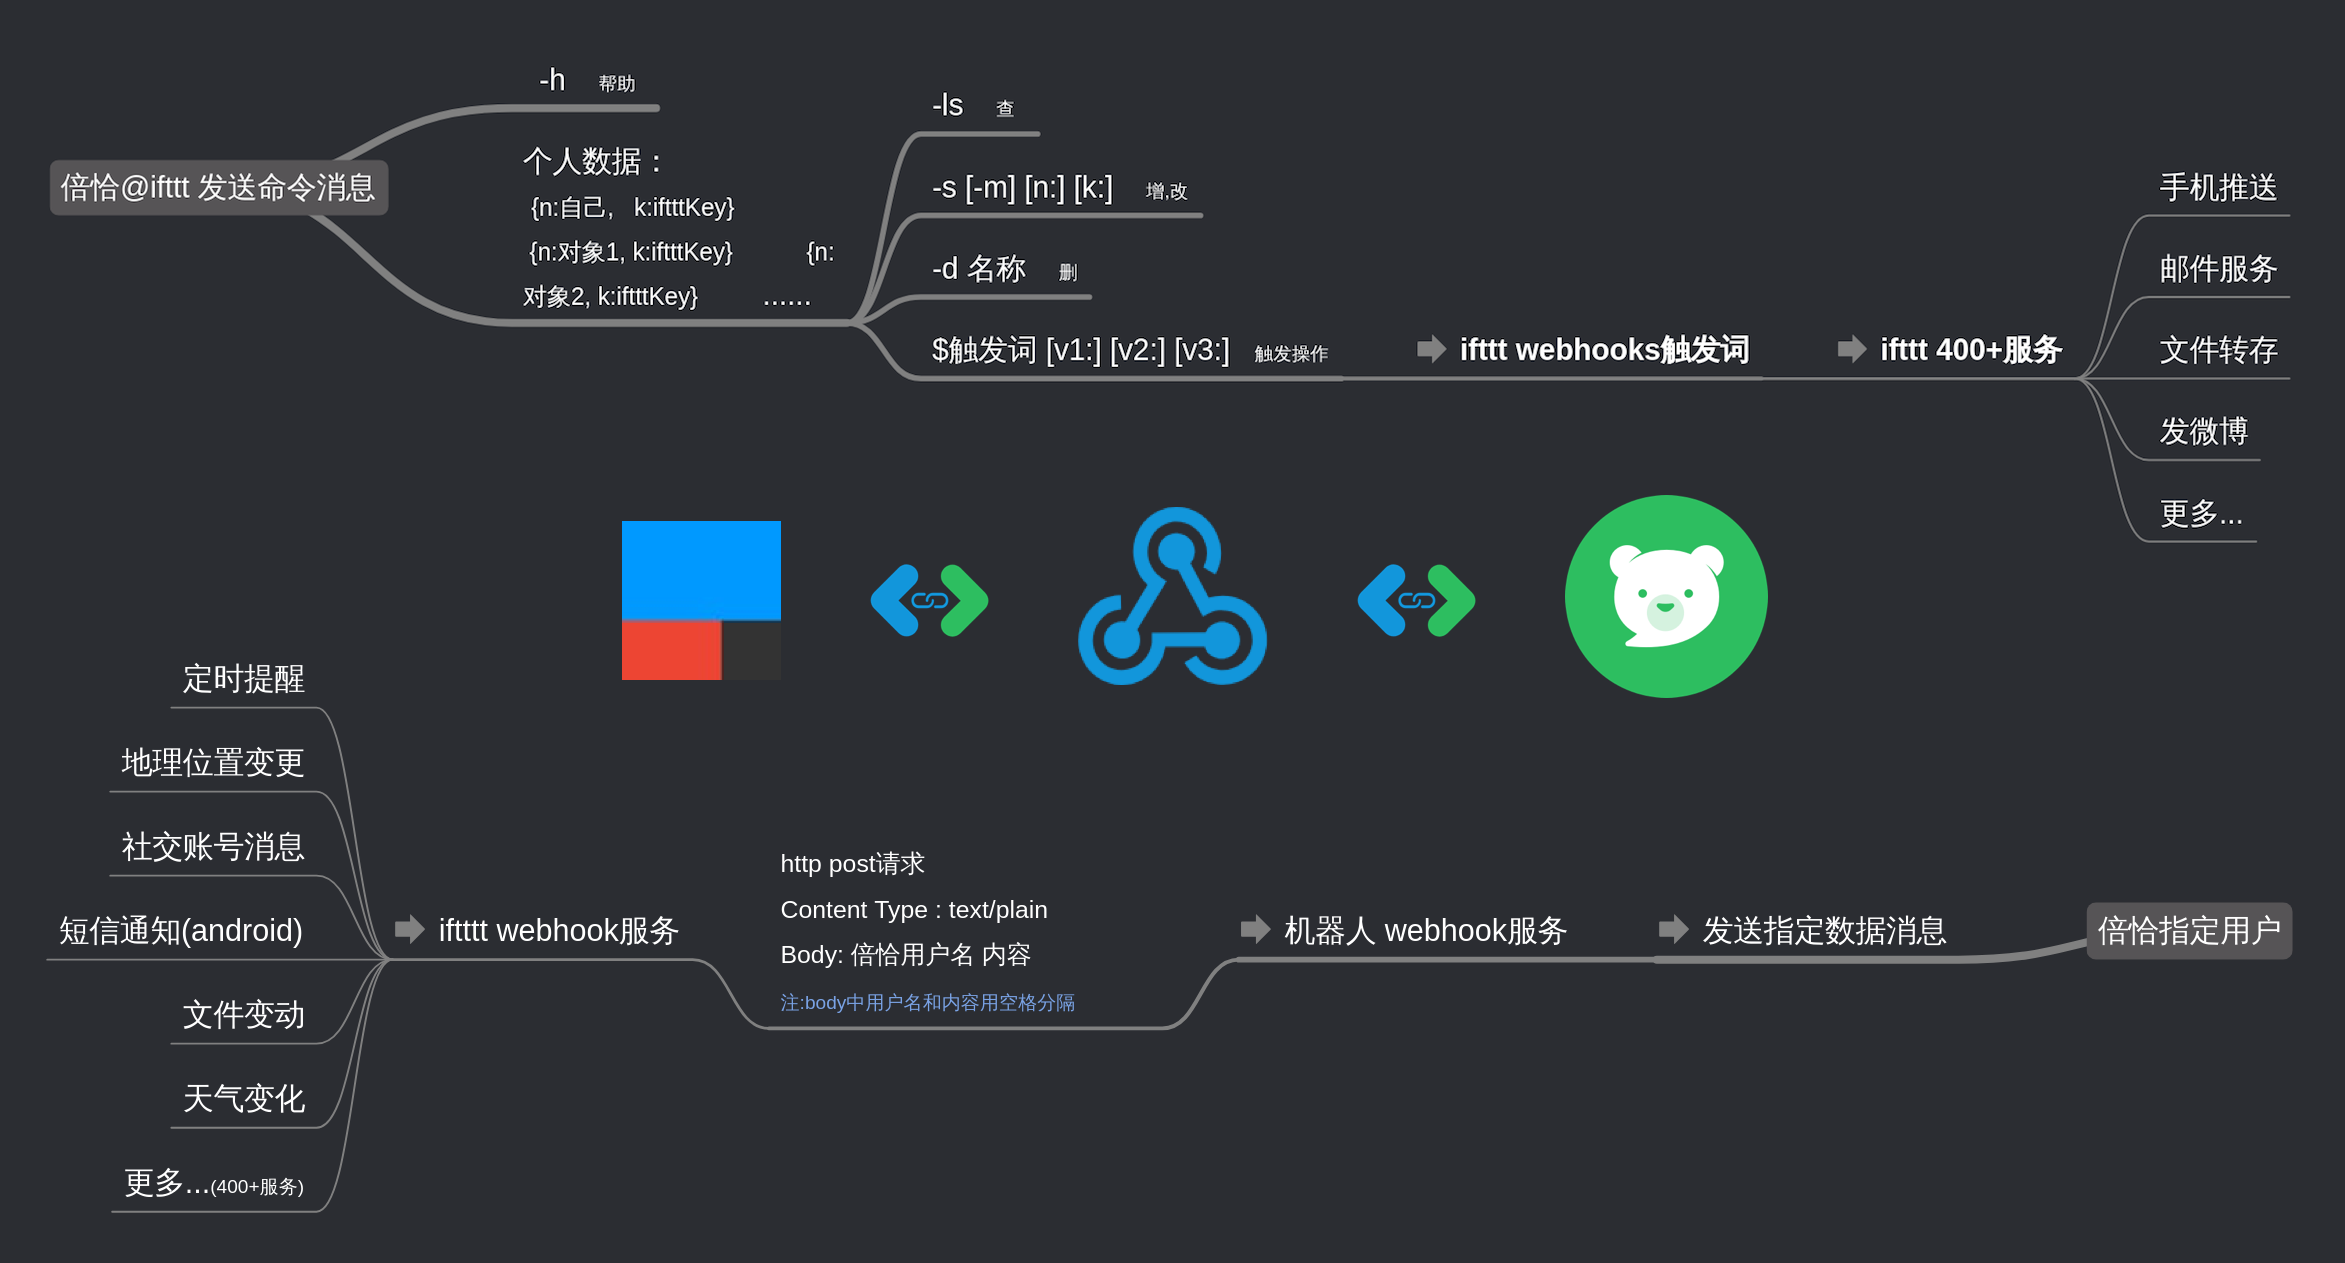 -h 帮助
倍恰@ifttt 发送命令消息
个人数据：
{n:自己, k:iftttKey}
{n:对象1, k:iftttKey} {n:
对象2, k:iftttKey} ......
-ls 查
-s [-m] [n:] [k:] 增,改
-d 名称 删
$触发词 [v1:] [v2:] [v3:] 触发操作
ifttt webhooks触发词
ifttt 400+服务
手机推送
邮件服务
文件转存
发微博
更多...
定时提醒
地理位置变更
社交账号消息
短信通知(android)
文件变动
天气变化
更多...(400+服务)
ifttt webhook服务
http post请求
Content Type : text/plain
Body: 倍恰用户名 内容
注:body中用户名和内容用空格分隔
机器人 webhook服务
发送指定数据消息
倍恰指定用户